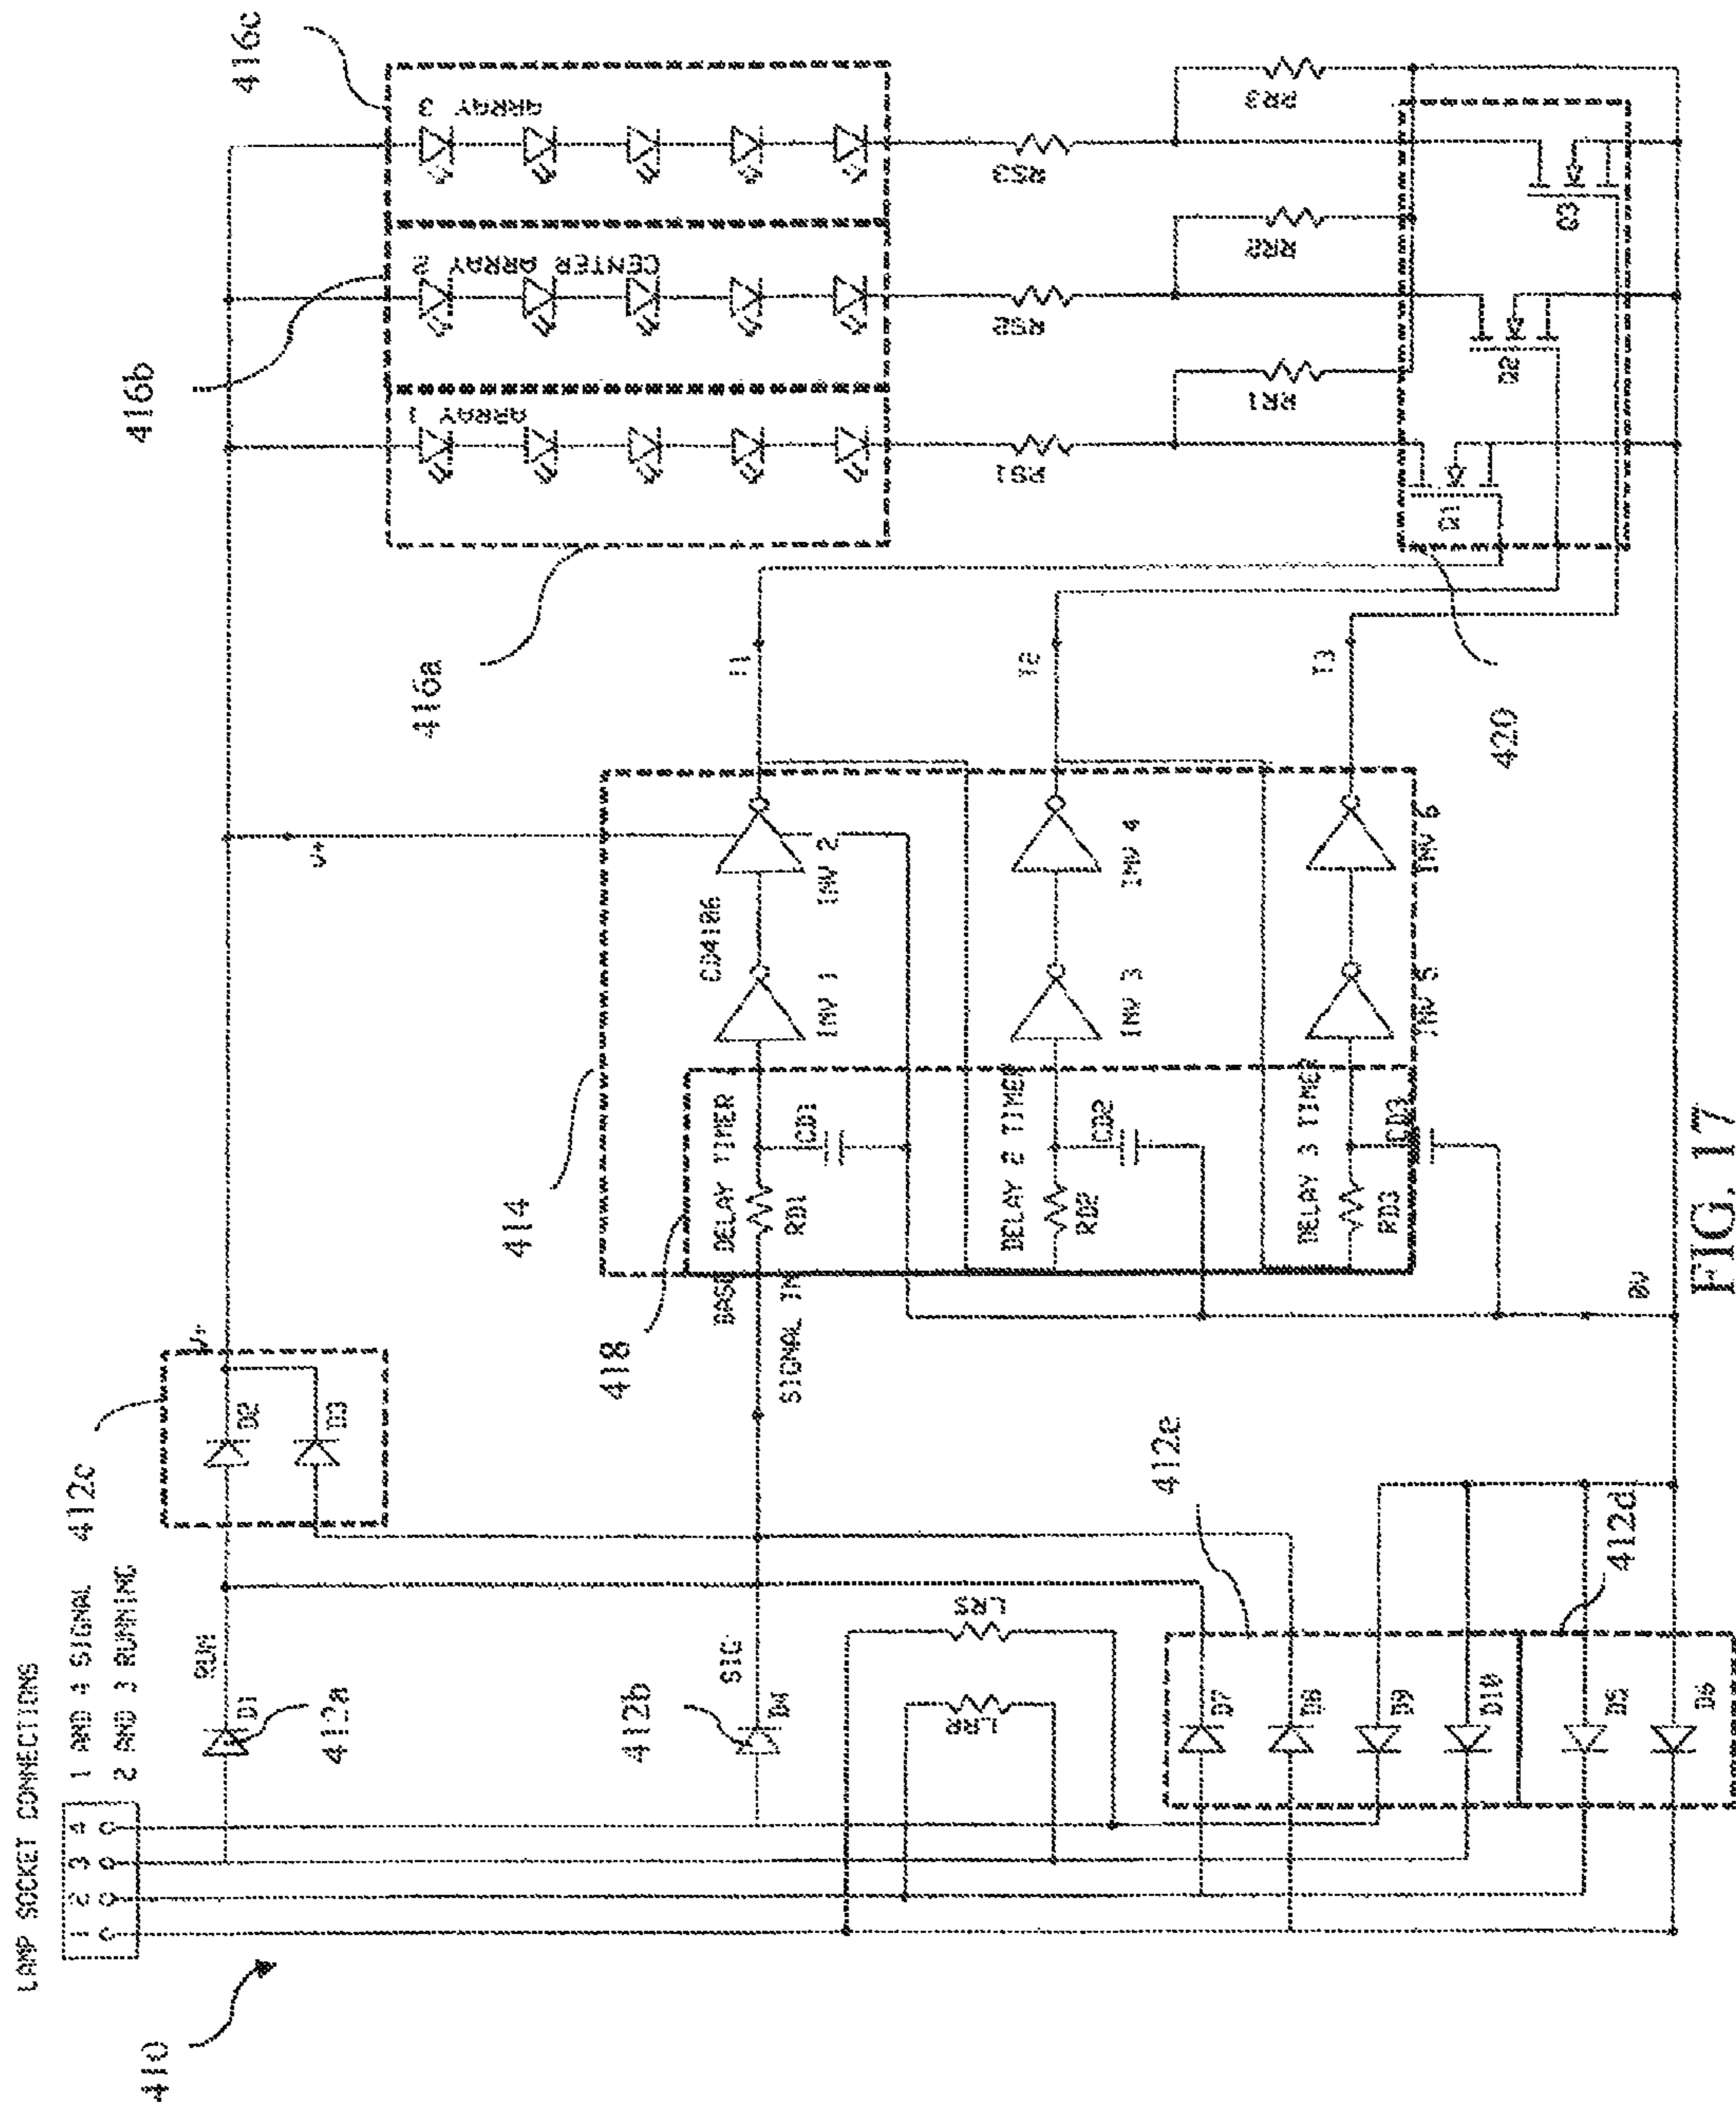 LAMP SOCKET CONNECTIONS
1 2 3 4
1 AND 4 SIGNAL
2 AND 3 RUNNING
410
412c
V+
D2
D3
RUN
D1
412a
SIG
D4
412b
LRS
LRR
412e
D7
D8
D9
D10
412d
D5
D6
414
418
SIGNAL IN
BASE DELAY TIMER
RD1
CD1
CD4106
INV 1
INV 2
V+
DELAY 2 TIMER
RD2
CD2
INV 3
INV 4
DELAY 3 TIMER
RD3
CD3
INV 5
INV 6
0V
T1
T2
T3
416a
416b
416c
ARRAY 1
CENTER ARRAY 2
ARRAY 3
RS1
RS2
RS3
RR1
RR2
RR3
Q1
Q2
Q3
420
FIG. 17